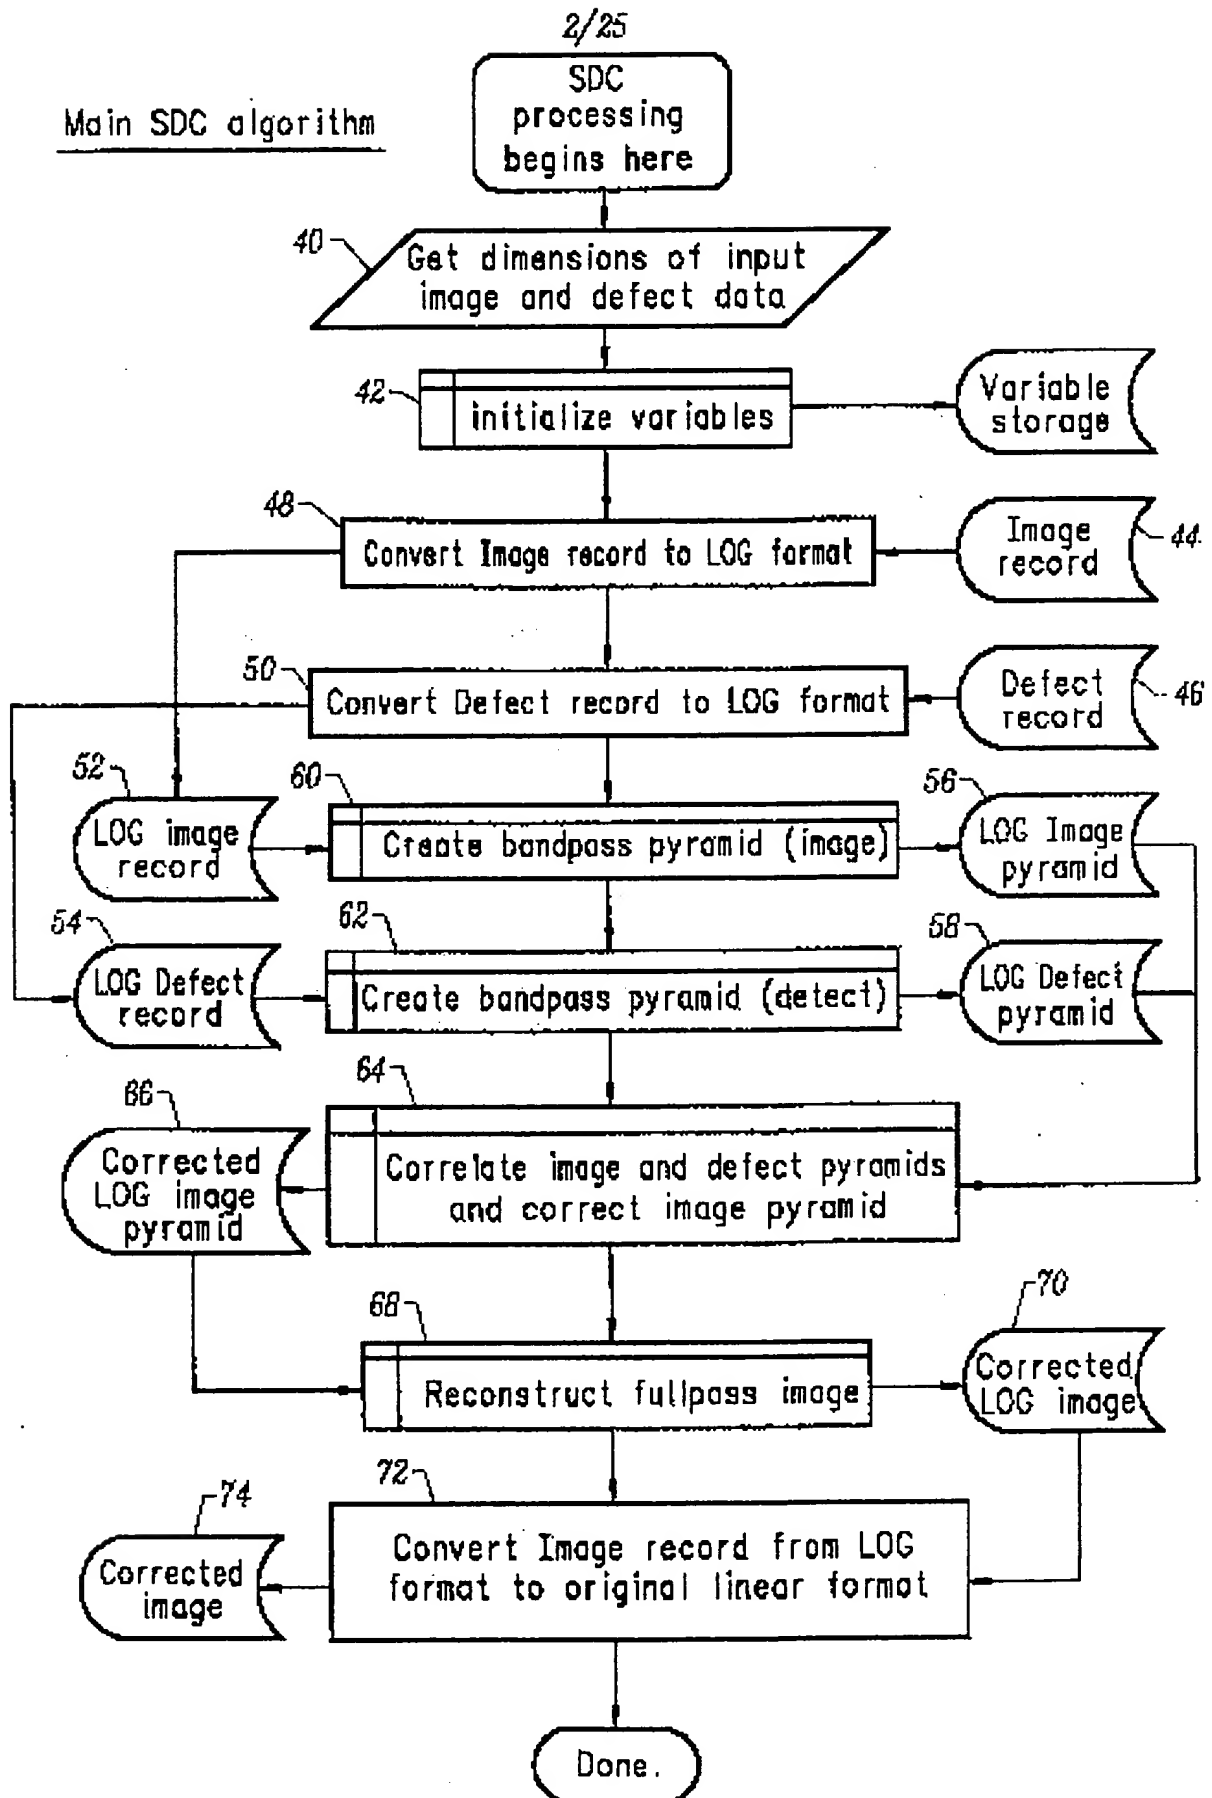 2/25
Main SDC algorithm
SDC
processing
begins here
40
Get dimensions of input
image and defect data
42
initialize variables
Variable
storage
48
Convert Image record to LOG format
Image
record
44
50
Convert Defect record to LOG format
Defect
record
46
52
LOG image
record
60
Create bandpass pyramid (image)
56
LOG Image
pyramid
54
LOG Defect
record
62
Create bandpass pyramid (detect)
58
LOG Defect
pyramid
66
Corrected
LOG image
pyramid
64
Correlate image and defect pyramids
and correct image pyramid
68
Reconstruct fullpass image
70
Corrected
LOG image
72
Convert Image record from LOG
format to original linear format
74
Corrected
image
Done.